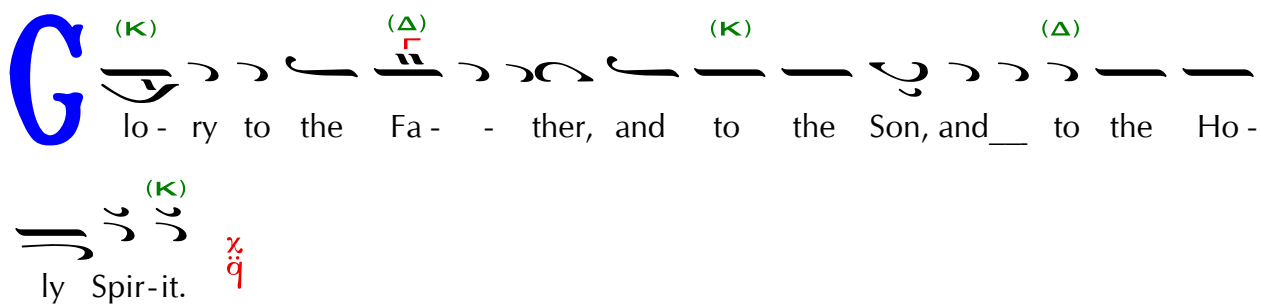 (K) (Δ) (K) (Δ)
Glo - ry to the Fa - - ther, and to the Son, and__ to the Ho -
(K)
ly Spir - it.